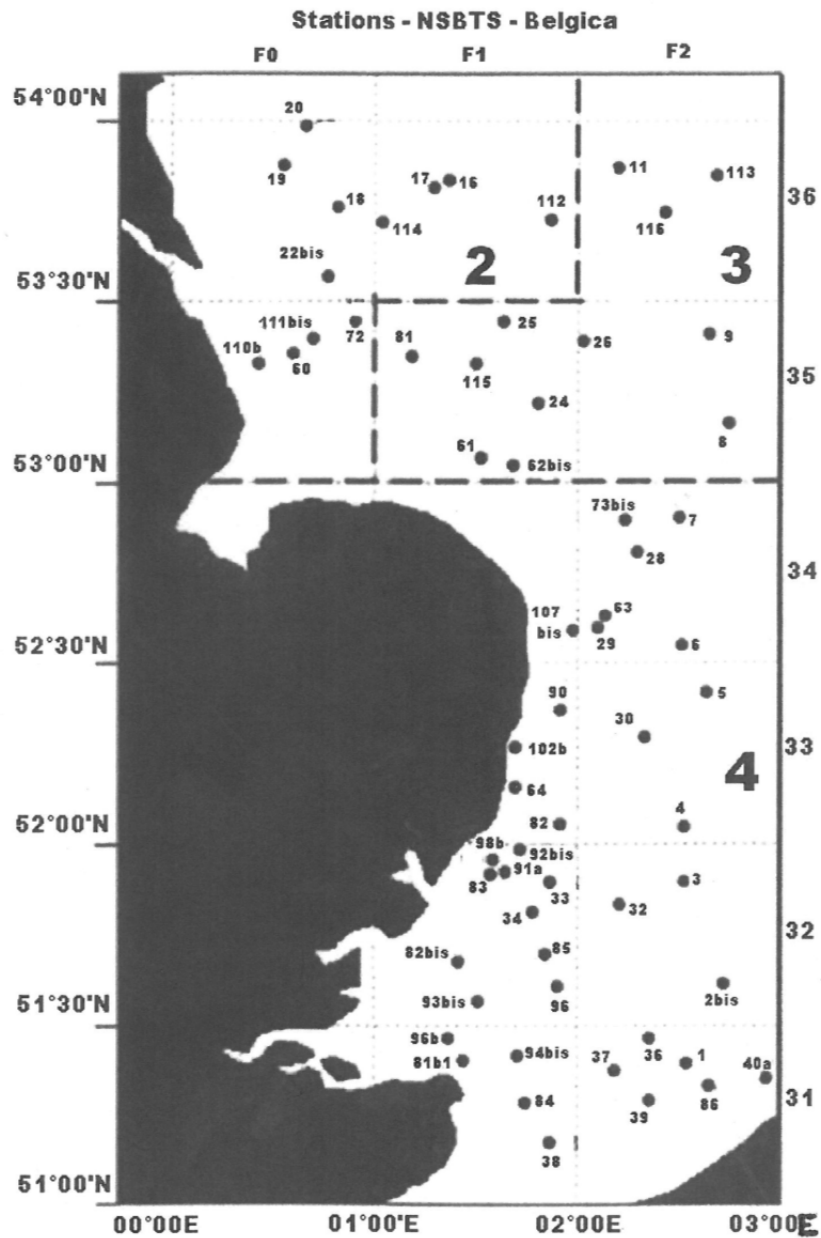 Stations - NSBTS - Belgica
F0 F1 F2
54°00'N
20
19
18
17 16
114
112
11
113
116
36
22bis
2
3
53°30'N
111bis
72
110b
60
81
25
115
26
9
24
35
8
61
62bis
53°00'N
73bis
7
28
34
107
bis
63
29
6
52°30'N
90
5
30
102b
33
4
64
82
4
52°00'N
98b
92bis
91a
83
33
3
34
32
32
82bis
85
93bis
96
2bis
51°30'N
96b
81b1
94bis
37
36
1
40a
84
39
86
31
38
51°00'N
00°00'E 01°00'E 02°00'E 03°00'E